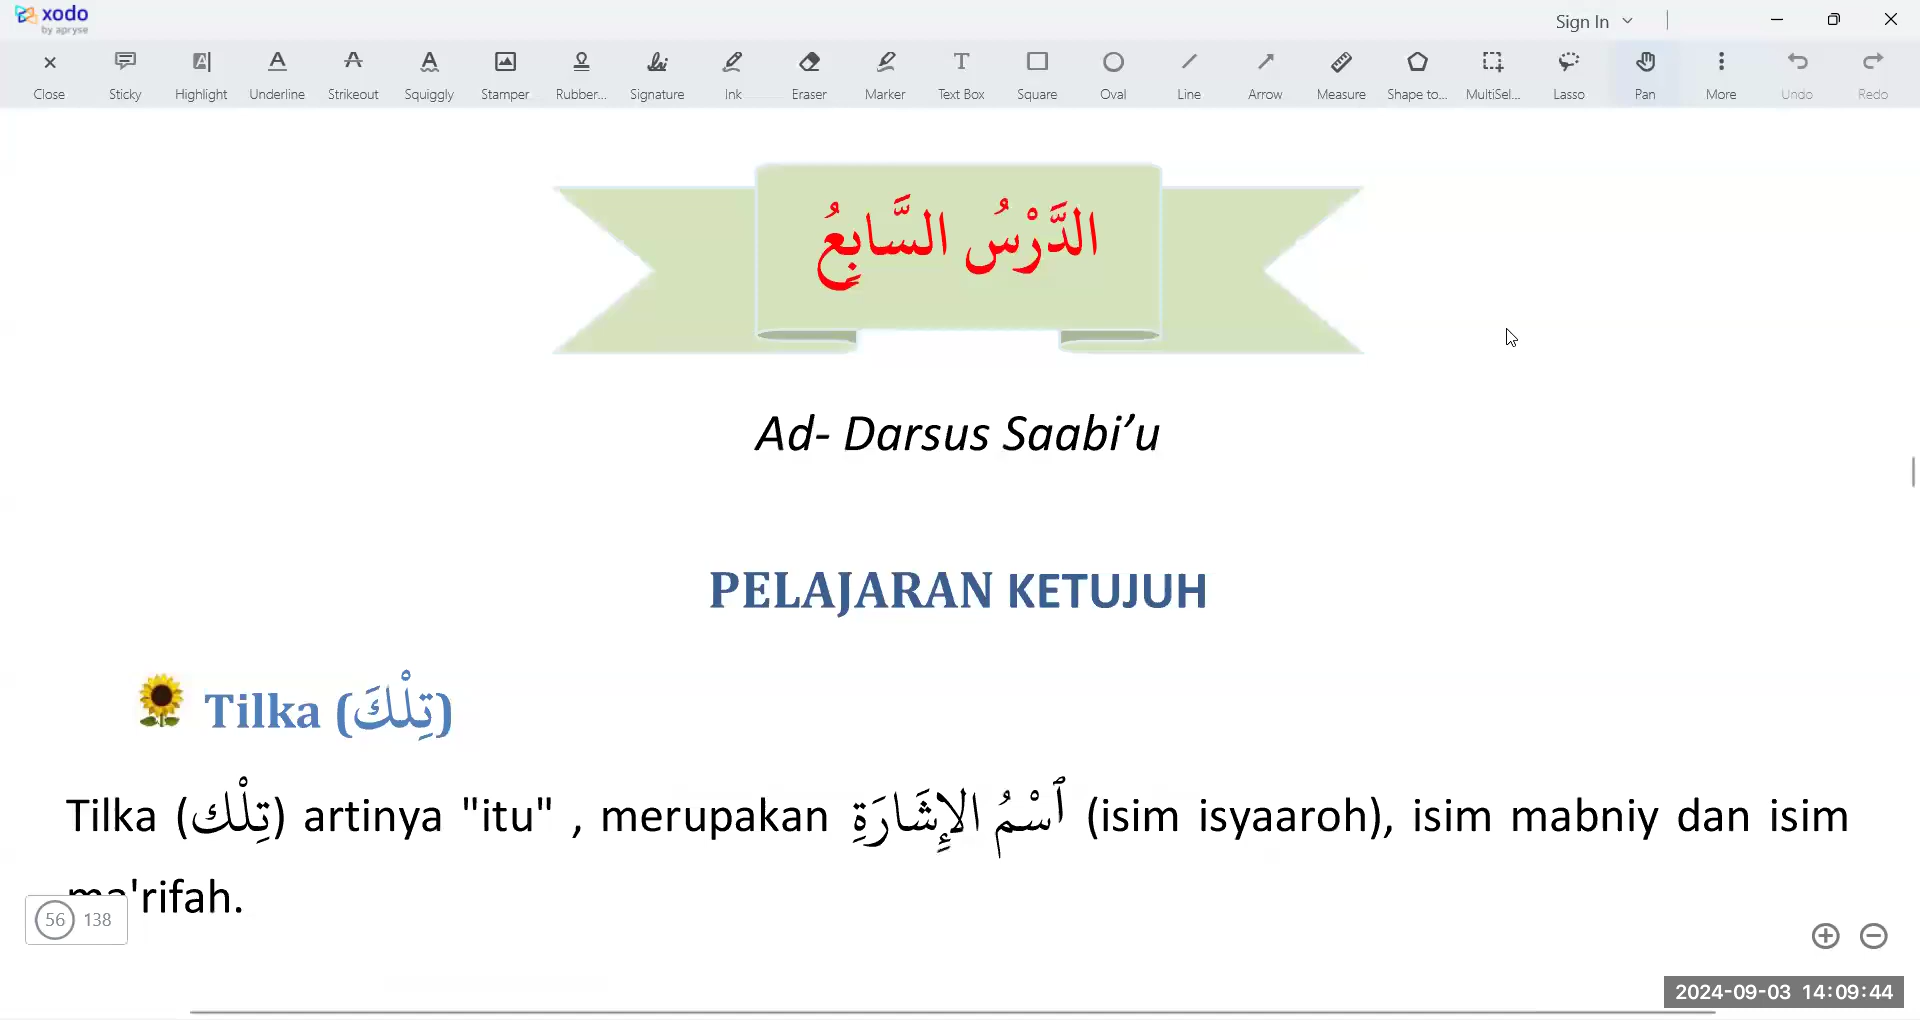 xodo
by apryse
Sign In
Close Sticky Highlight Underline Strikeout Squiggly Stamper Rubber... Signature Ink Eraser Marker Text Box Square Oval Line Arrow Measure Shape to... MultiSel... Lasso Pan More Undo Redo
الدَّرْسُ السَّابِعُ
Ad- Darsus Saabi’u
PELAJARAN KETUJUH
Tilka (تِلْكَ)
Tilka (تِلْك) artinya "itu" , merupakan ٱسْمُ الإِشَارَةِ (isim isyaaroh), isim mabniy dan isim
ma'rifah.
56 138
2024-09-03 14:09:44